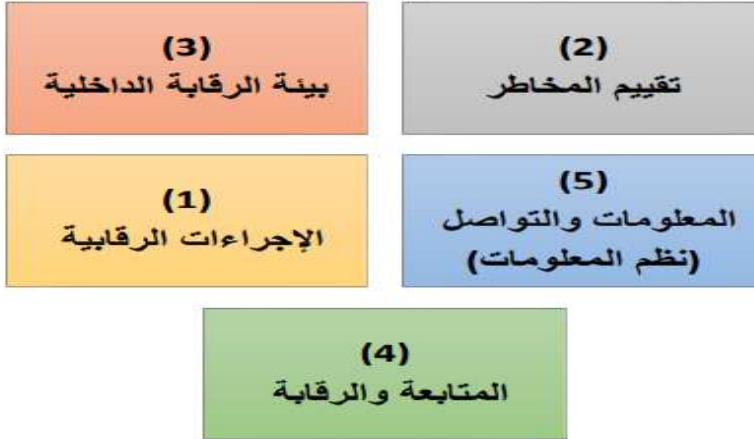 (2)
تقييم المخاطر
(3)
بيئة الرقابة الداخلية
(5)
المعلومات والتواصل
(نظم المعلومات)
(1)
الإجراءات الرقابية
(4)
المتابعة والرقابة